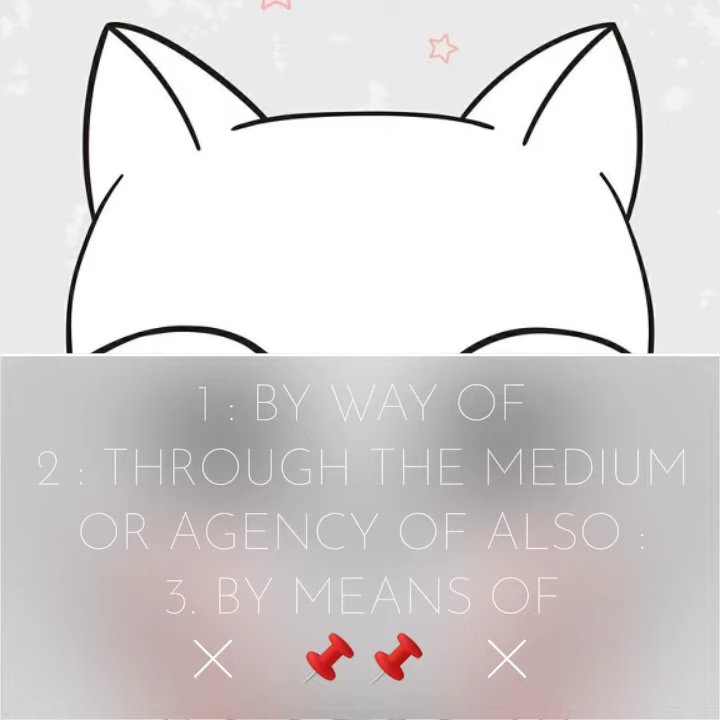 1 : BY WAY OF
2 : THROUGH THE MEDIUM
OR AGENCY OF ALSO :
3. BY MEANS OF
× 📌 📌 ×